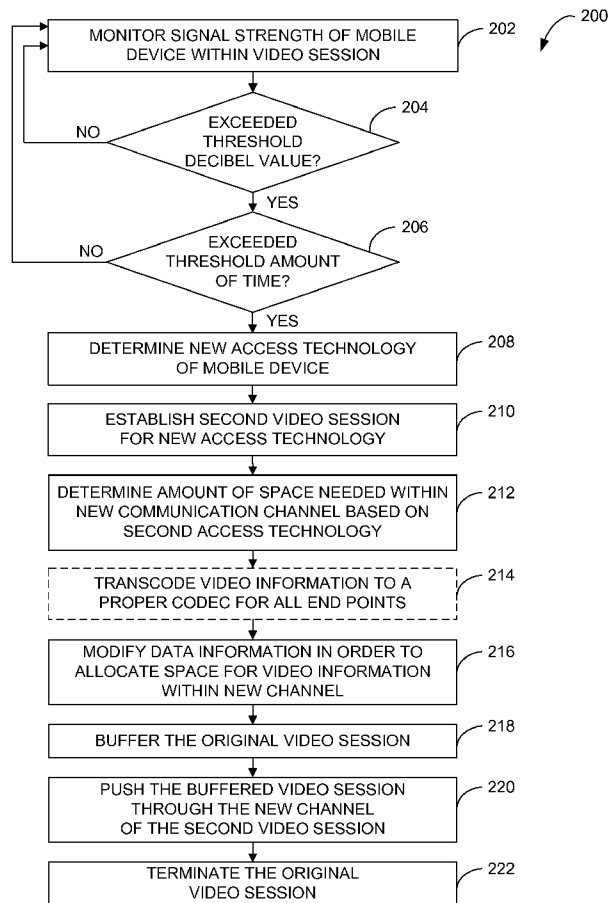 200
MONITOR SIGNAL STRENGTH OF MOBILE
DEVICE WITHIN VIDEO SESSION
202
EXCEEDED
THRESHOLD
DECIBEL VALUE?
204
NO
YES
EXCEEDED
THRESHOLD AMOUNT
OF TIME?
206
NO
YES
DETERMINE NEW ACCESS TECHNOLOGY
OF MOBILE DEVICE
208
ESTABLISH SECOND VIDEO SESSION
FOR NEW ACCESS TECHNOLOGY
210
DETERMINE AMOUNT OF SPACE NEEDED WITHIN
NEW COMMUNICATION CHANNEL BASED ON
SECOND ACCESS TECHNOLOGY
212
TRANSCODE VIDEO INFORMATION TO A
PROPER CODEC FOR ALL END POINTS
214
MODIFY DATA INFORMATION IN ORDER TO
ALLOCATE SPACE FOR VIDEO INFORMATION
WITHIN NEW CHANNEL
216
BUFFER THE ORIGINAL VIDEO SESSION
218
PUSH THE BUFFERED VIDEO SESSION
THROUGH THE NEW CHANNEL
OF THE SECOND VIDEO SESSION
220
TERMINATE THE ORIGINAL
VIDEO SESSION
222